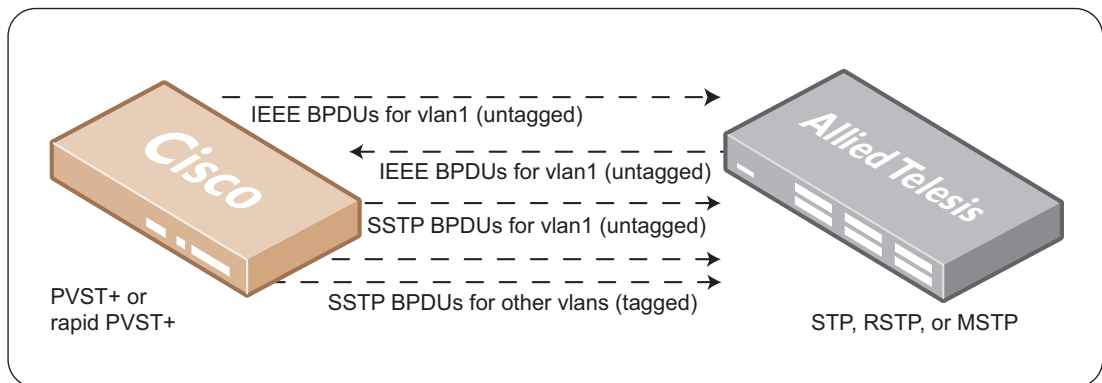 IEEE BPDUs for vlan1 (untagged)
Cisco
Allied Telesis
IEEE BPDUs for vlan1 (untagged)
SSTP BPDUs for vlan1 (untagged)
SSTP BPDUs for other vlans (tagged)
PVST+ or
rapid PVST+
STP, RSTP, or MSTP